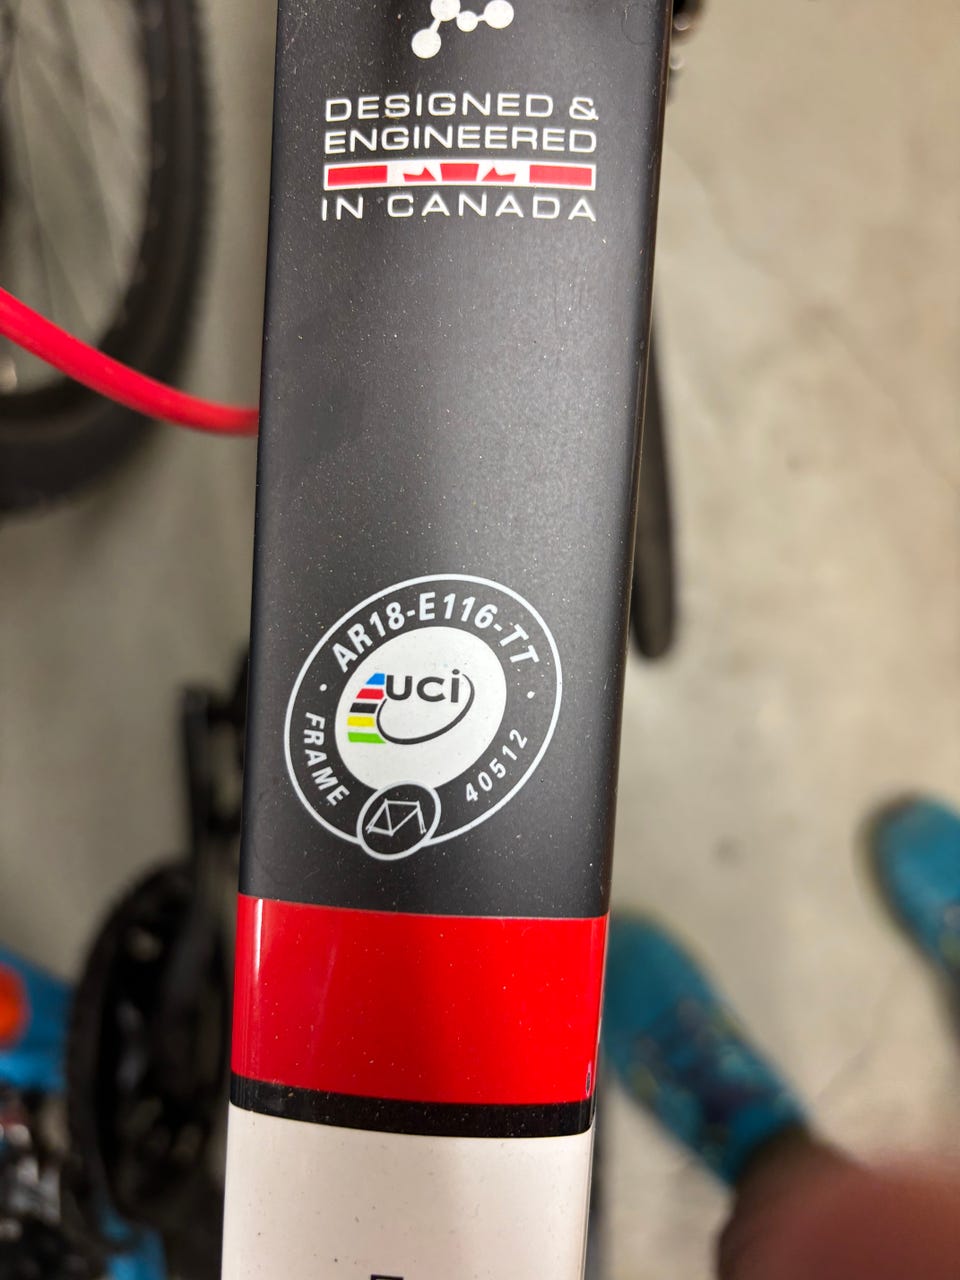 DESIGNED &
ENGINEERED
IN CANADA
AR18-E116-TT
UCi
FRAME
40512